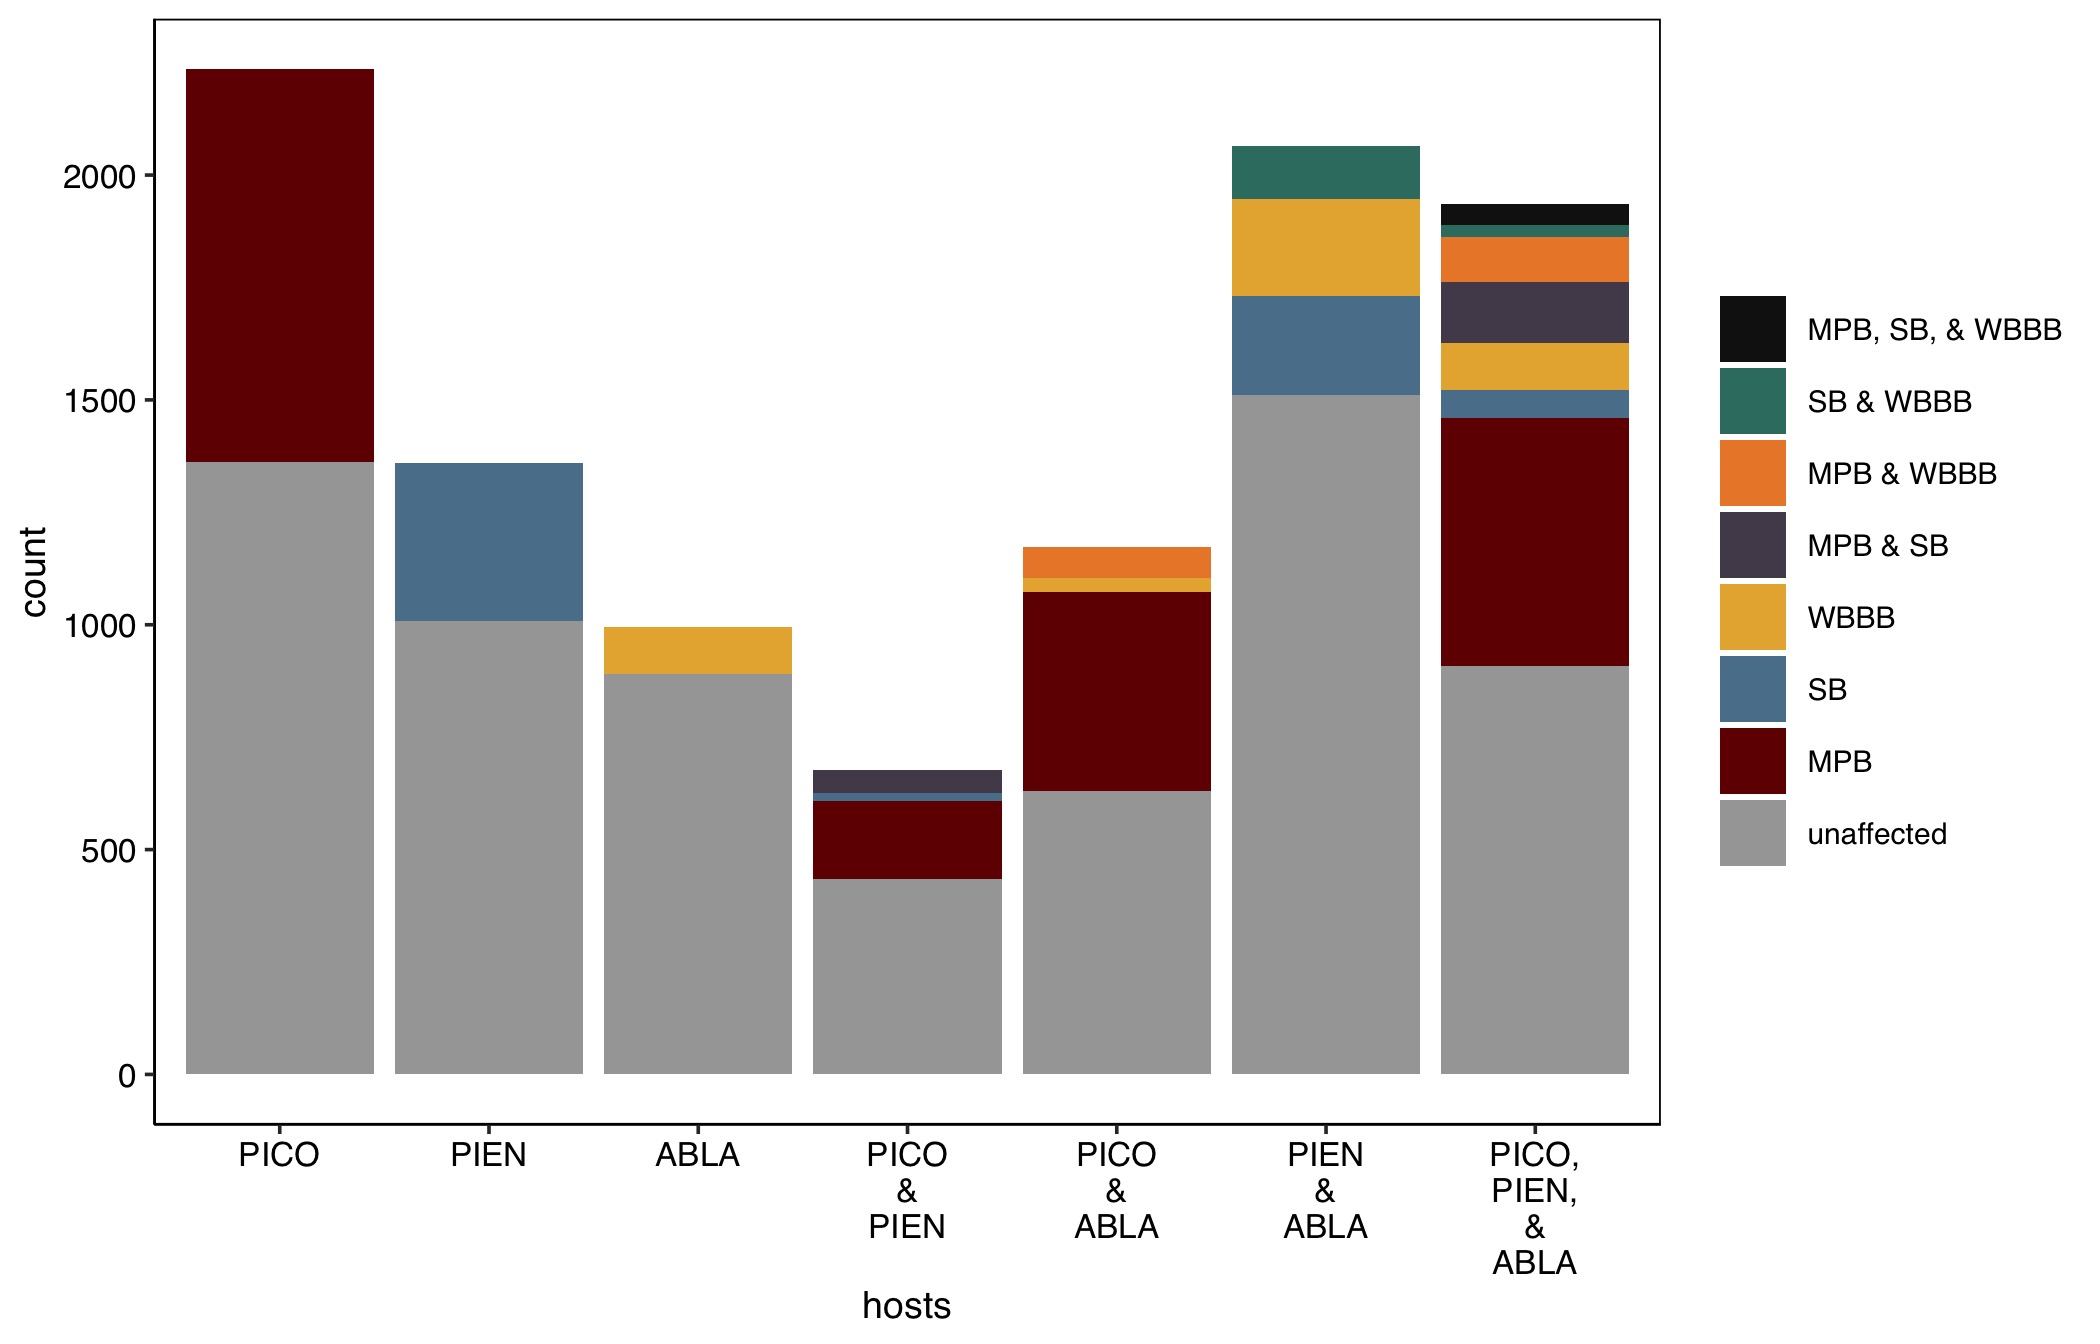 count
2000
1500
1000
500
0
PICO
PIEN
ABLA
PICO
&
PIEN
PICO
&
ABLA
PIEN
&
ABLA
PICO,
PIEN,
&
ABLA
hosts
MPB, SB, & WBBB
SB & WBBB
MPB & WBBB
MPB & SB
WBBB
SB
MPB
unaffected